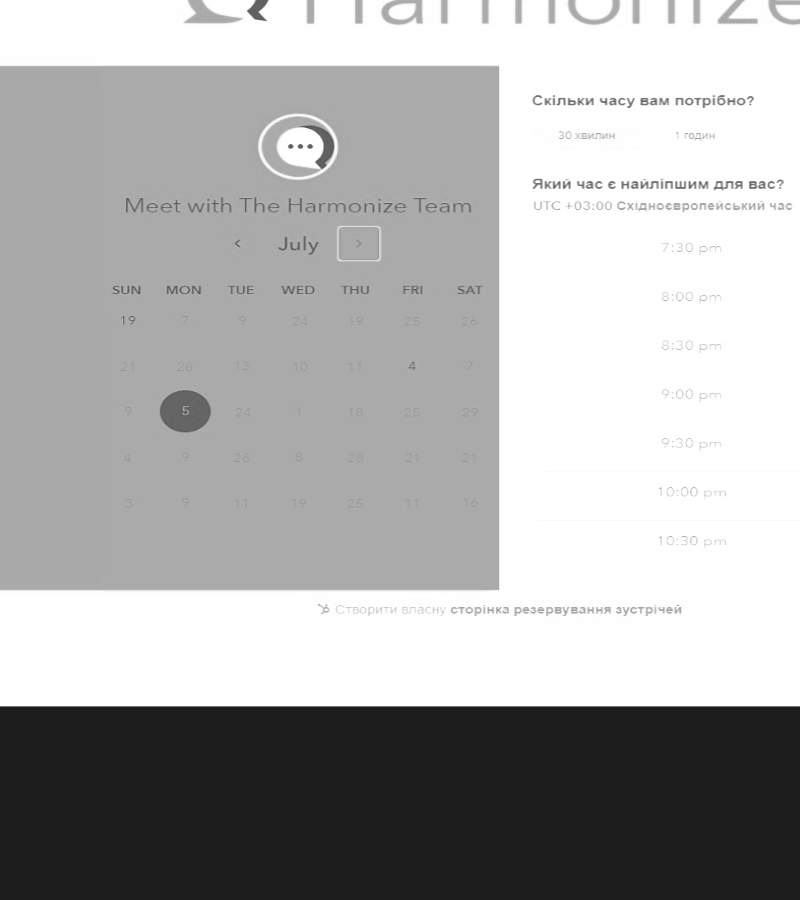 Harmonize
Meet with The Harmonize Team
July
SUN MON TUE WED THU FRI SAT
19 7 9 24 19 25 26
21 28 13 10 11 4 7
9 5 24 1 18 25 29
4 9 26 8 28 21 21
3 9 11 19 25 11 16
Скільки часу вам потрібно?
30 хвилин 1 годин
Який час є найліпшим для вас?
UTC +03:00 Східноєвропейський час
7:30 pm
8:00 pm
8:30 pm
9:00 pm
9:30 pm
10:00 pm
10:30 pm
Створити власну сторінка резервування зустрічей